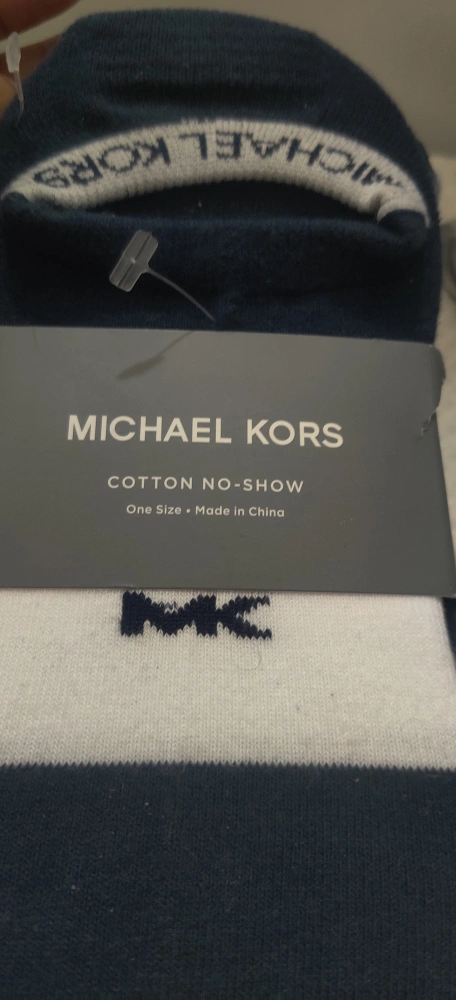 MICHAEL KORS
MICHAEL KORS
COTTON NO-SHOW
One Size • Made in China
MK